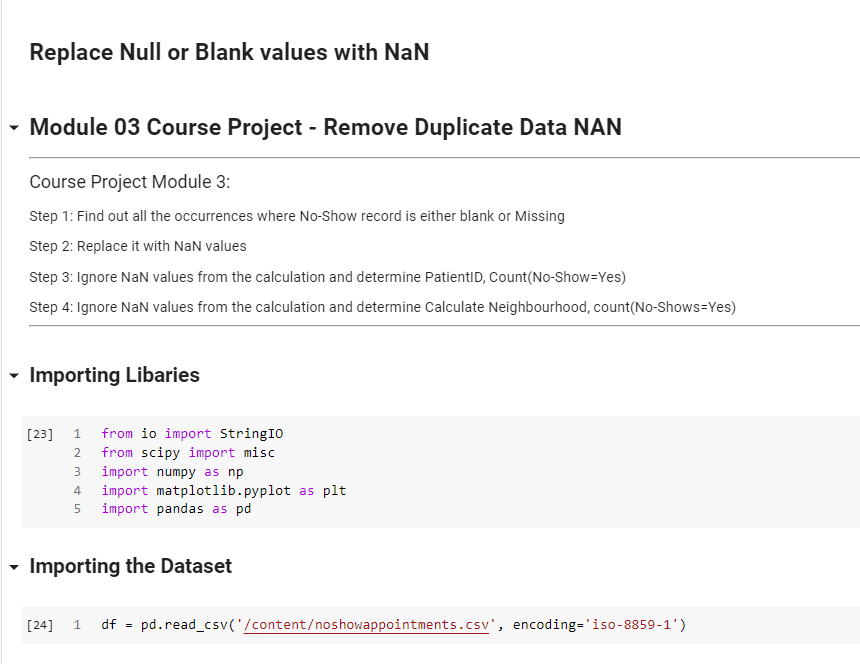 Replace Null or Blank values with NaN
Module 03 Course Project - Remove Duplicate Data NAN
Course Project Module 3:
Step 1: Find out all the occurrences where No-Show record is either blank or Missing
Step 2: Replace it with NaN values
Step 3: Ignore NaN values from the calculation and determine PatientID, Count(No-Show=Yes)
Step 4: Ignore NaN values from the calculation and determine Calculate Neighbourhood, count(No-Shows=Yes)
Importing Libaries
[23] 1 from io import StringIO
2 from scipy import misc
3 import numpy as np
4 import matplotlib.pyplot as plt
5 import pandas as pd
Importing the Dataset
[24] 1 df = pd.read_csv('/content/noshowappointments.csv', encoding='iso-8859-1')